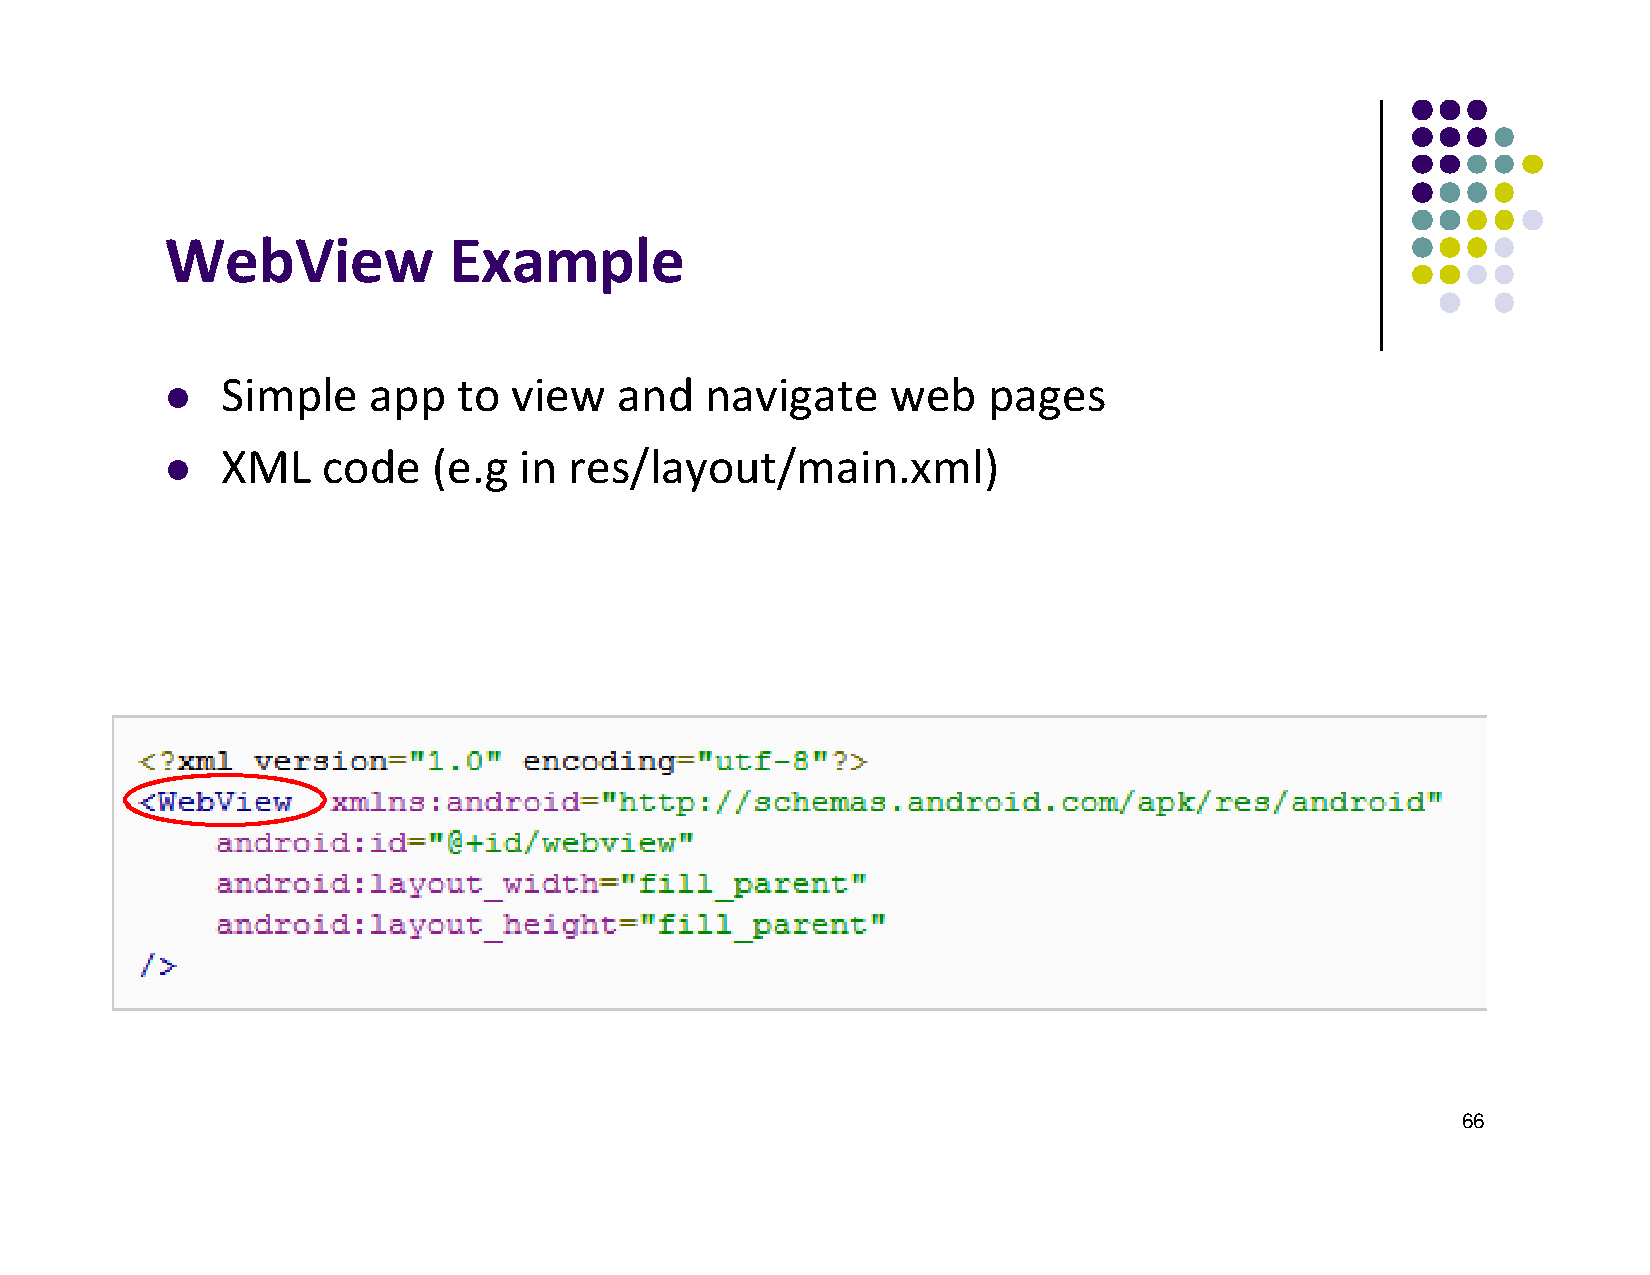 WebView Example
Simple app to view and navigate web pages
XML code (e.g in res/layout/main.xml)
<?xml version="1.0" encoding="utf-8"?>
<WebView xmlns:android="http://schemas.android.com/apk/res/android"
android:id="@+id/webview"
android:layout_width="fill_parent"
android:layout_height="fill_parent"
/>
66